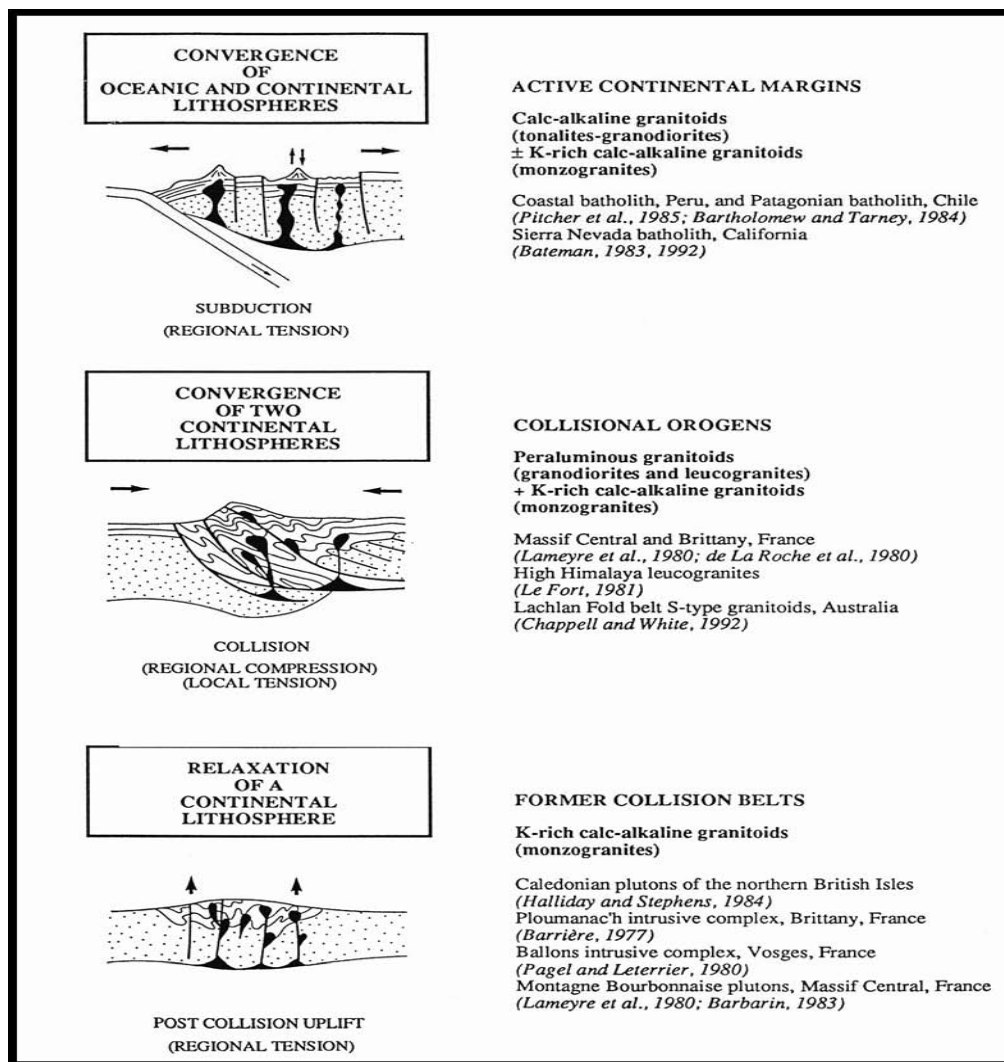 CONVERGENCE
OF
OCEANIC AND CONTINENTAL
LITHOSPHERES
SUBDUCTION
(REGIONAL TENSION)
ACTIVE CONTINENTAL MARGINS
Calc-alkaline granitoids
(tonalites-granodiorites)
± K-rich calc-alkaline granitoids
(monzogranites)
Coastal batholith, Peru, and Patagonian batholith, Chile
(Pitcher et al., 1985; Bartholomew and Tarney, 1984)
Sierra Nevada batholith, California
(Bateman, 1983, 1992)
CONVERGENCE
OF TWO
CONTINENTAL
LITHOSPHERES
COLLISION
(REGIONAL COMPRESSION)
(LOCAL TENSION)
COLLISIONAL OROGENS
Peraluminous granitoids
(granodiorites and leucogranites)
+ K-rich calc-alkaline granitoids
(monzogranites)
Massif Central and Brittany, France
(Lameyre et al., 1980; de La Roche et al., 1980)
High Himalaya leucogranites
(Le Fort, 1981)
Lachlan Fold belt S-type granitoids, Australia
(Chappell and White, 1992)
RELAXATION
OF A
CONTINENTAL
LITHOSPHERE
POST COLLISION UPLIFT
(REGIONAL TENSION)
FORMER COLLISION BELTS
K-rich calc-alkaline granitoids
(monzogranites)
Caledonian plutons of the northern British Isles
(Halliday and Stephens, 1984)
Ploumanac'h intrusive complex, Brittany, France
(Barrière, 1977)
Ballons intrusive complex, Vosges, France
(Pagel and Leterrier, 1980)
Montagne Bourbonnaise plutons, Massif Central, France
(Lameyre et al., 1980; Barbarin, 1983)